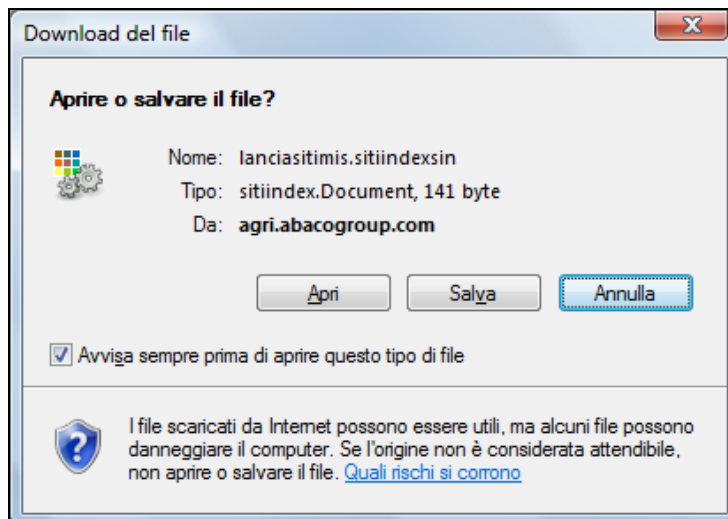 Download del file
Aprire o salvare il file?
Nome: lanciasitimis.sitiindexsin
Tipo: sitiindex.Document, 141 byte
Da: agri.abacogroup.com
Apri Salva Annulla
Avvisa sempre prima di aprire questo tipo di file
I file scaricati da Internet possono essere utili, ma alcuni file possono
danneggiare il computer. Se l'origine non è considerata attendibile,
non aprire o salvare il file. Quali rischi si corrono